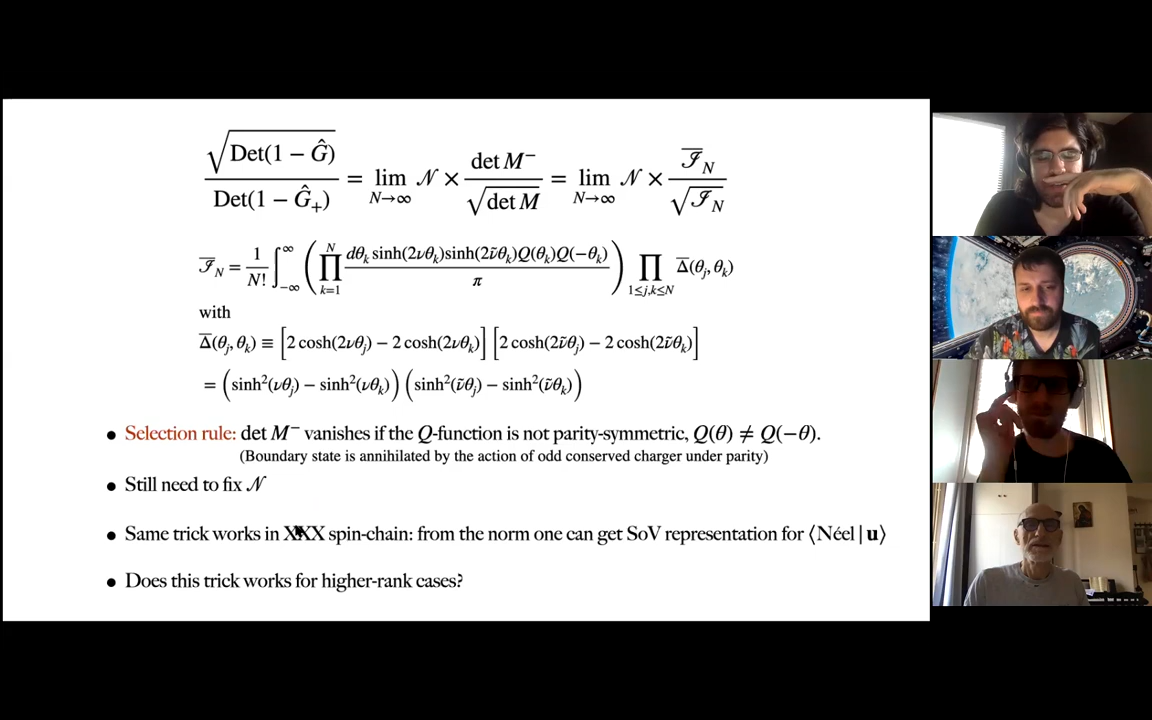 √Det(1 − Ĝ) / Det(1 − Ĝ₊) = lim_{N→∞} 𝒩 × det M⁻ / √det M = lim_{N→∞} 𝒩 × ℐ̅_N / √ℐ_N
ℐ̅_N = 1/N! ∫_{−∞}^{∞} ( ∏_{k=1}^{N} dθ_k sinh(2νθ_k)sinh(2ν̃θ_k)Q(θ_k)Q(−θ_k) / π ) ∏_{1≤j,k≤N} Δ̅(θ_j, θ_k)
with
Δ̅(θ_j, θ_k) ≡ [2 cosh(2νθ_j) − 2 cosh(2νθ_k)] [2 cosh(2ν̃θ_j) − 2 cosh(2ν̃θ_k)]
= (sinh²(νθ_j) − sinh²(νθ_k)) (sinh²(ν̃θ_j) − sinh²(ν̃θ_k))
● Selection rule: det M⁻ vanishes if the Q-function is not parity-symmetric, Q(θ) ≠ Q(−θ).
(Boundary state is annihilated by the action of odd conserved charger under parity)
● Still need to fix 𝒩
● Same trick works in XXX spin-chain: from the norm one can get SoV representation for ⟨Néel|u⟩
● Does this trick works for higher-rank cases?